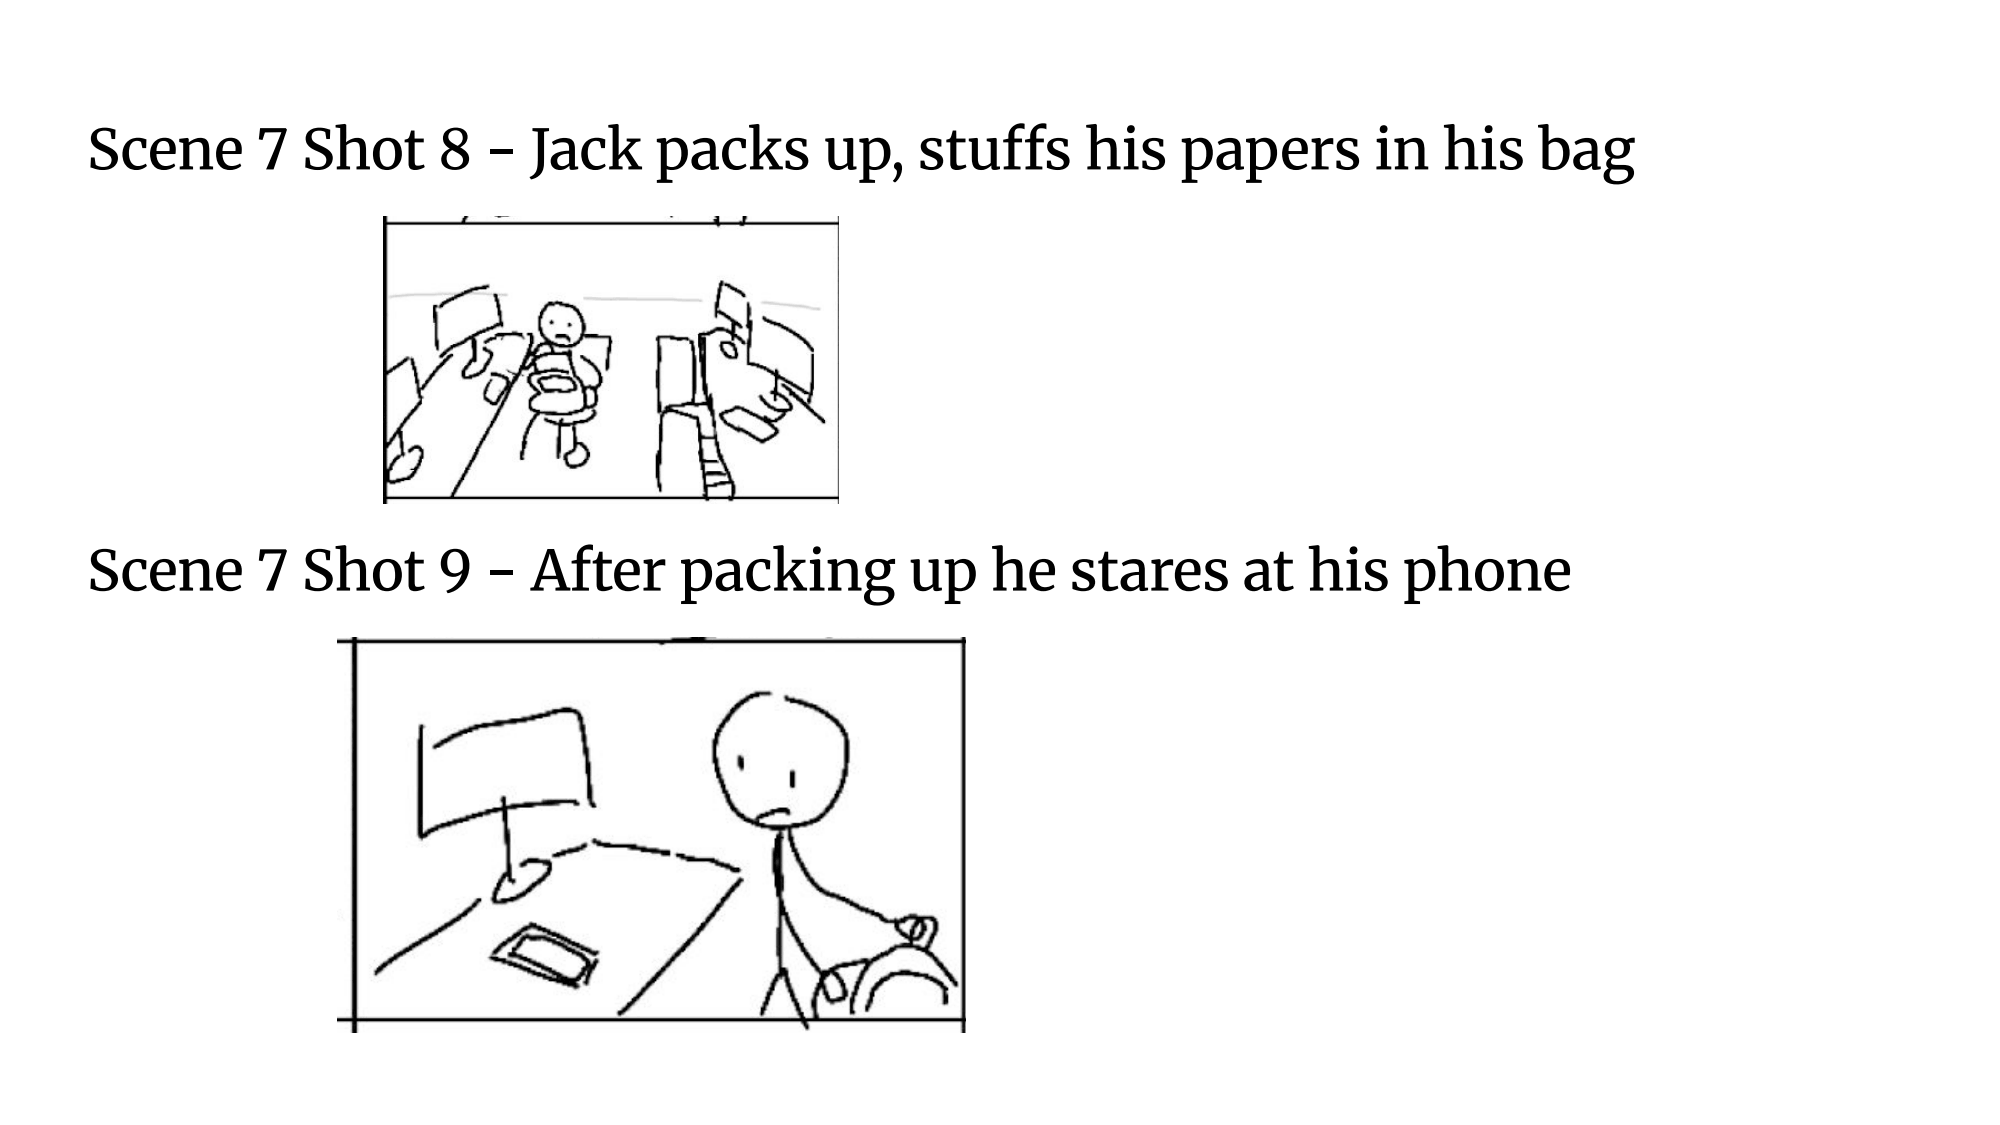 Scene 7 Shot 8 - Jack packs up, stuffs his papers in his bag
Scene 7 Shot 9 - After packing up he stares at his phone